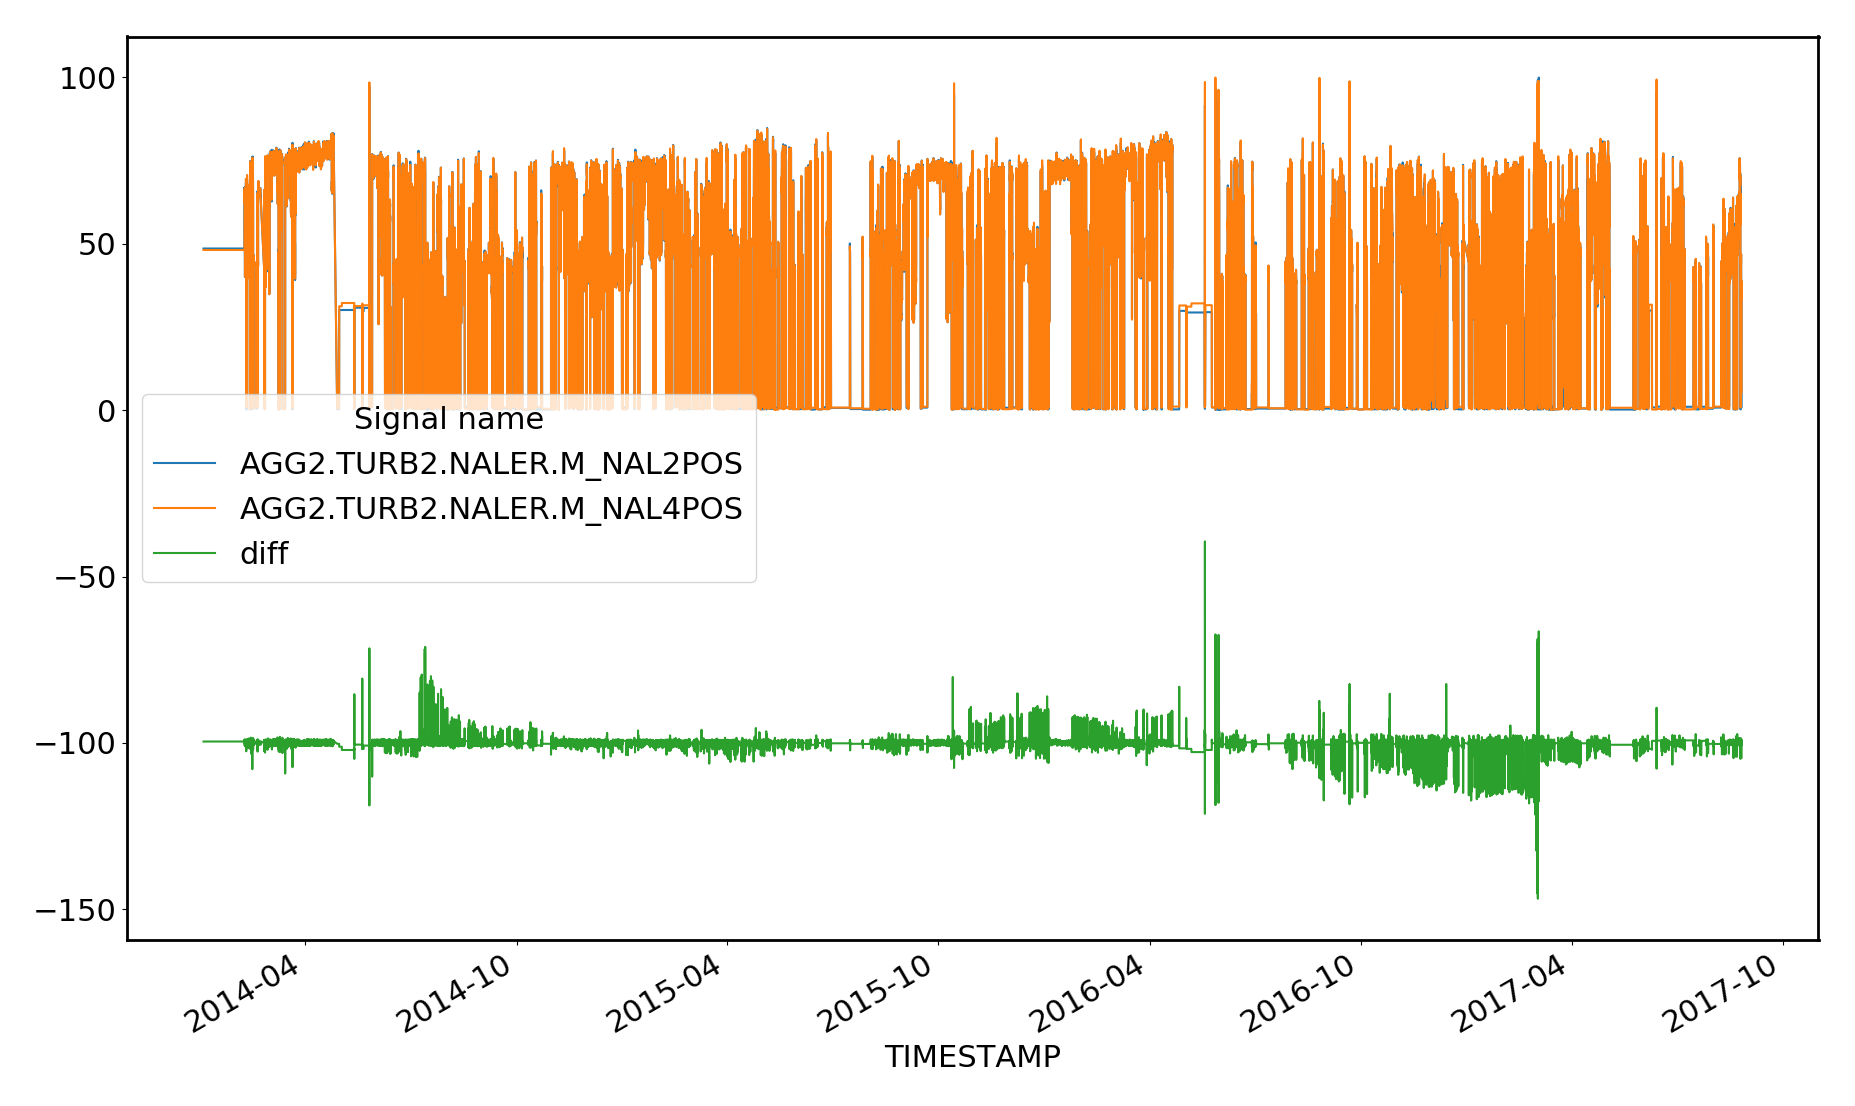 100
50
0
−50
−100
−150
Signal name
AGG2.TURB2.NALER.M_NAL2POS
AGG2.TURB2.NALER.M_NAL4POS
diff
2014-04
2014-10
2015-04
2015-10
2016-04
2016-10
2017-04
2017-10
TIMESTAMP